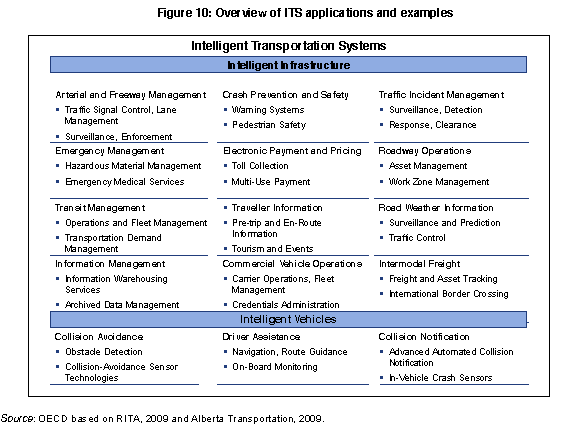 Figure 10: Overview of ITS applications and examples
Intelligent Transportation Systems
Intelligent Infrastructure
Arterial and Freeway Management
▪ Traffic Signal Control, Lane
Management
▪ Surveillance, Enforcement
Crash Prevention and Safety
▪ Warning Systems
▪ Pedestrian Safety
Traffic Incident Management
▪ Surveillance, Detection
▪ Response, Clearance
Emergency Management
▪ Hazardous Material Management
▪ Emergency Medical Services
Electronic Payment and Pricing
▪ Toll Collection
▪ Multi-Use Payment
Roadway Operations
▪ Asset Management
▪ Work Zone Management
Transit Management
▪ Operations and Fleet Management
▪ Transportation Demand
Management
▪ Traveller Information
▪ Pre-trip and En-Route
Information
▪ Tourism and Events
Road Weather Information
▪ Surveillance and Prediction
▪ Traffic Control
Information Management
▪ Information Warehousing
Services
▪ Archived Data Management
Commercial Vehicle Operations
▪ Carrier Operations, Fleet
Management
▪ Credentials Administration
Intermodal Freight
▪ Freight and Asset Tracking
▪ International Border Crossing
Intelligent Vehicles
Collision Avoidance
▪ Obstacle Detection
▪ Collision-Avoidance Sensor
Technologies
Driver Assistance
▪ Navigation, Route Guidance
▪ On-Board Monitoring
Collision Notification
▪ Advanced Automated Collision
Notification
▪ In-Vehicle Crash Sensors
Source: OECD based on RITA, 2009 and Alberta Transportation, 2009.